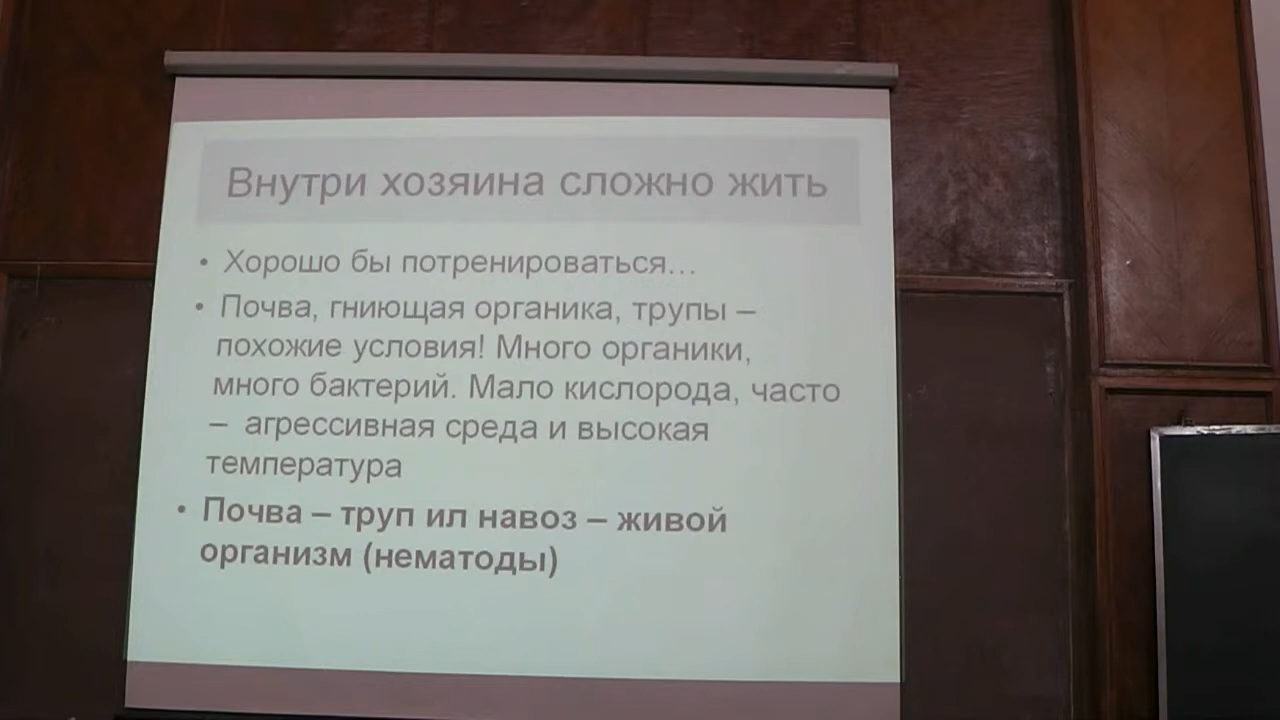 Внутри хозяина сложно жить
• Хорошо бы потренироваться...
• Почва, гниющая органика, трупы –
похожие условия! Много органики,
много бактерий. Мало кислорода, часто
– агрессивная среда и высокая
температура
• Почва – труп ил навоз – живой
организм (нематоды)